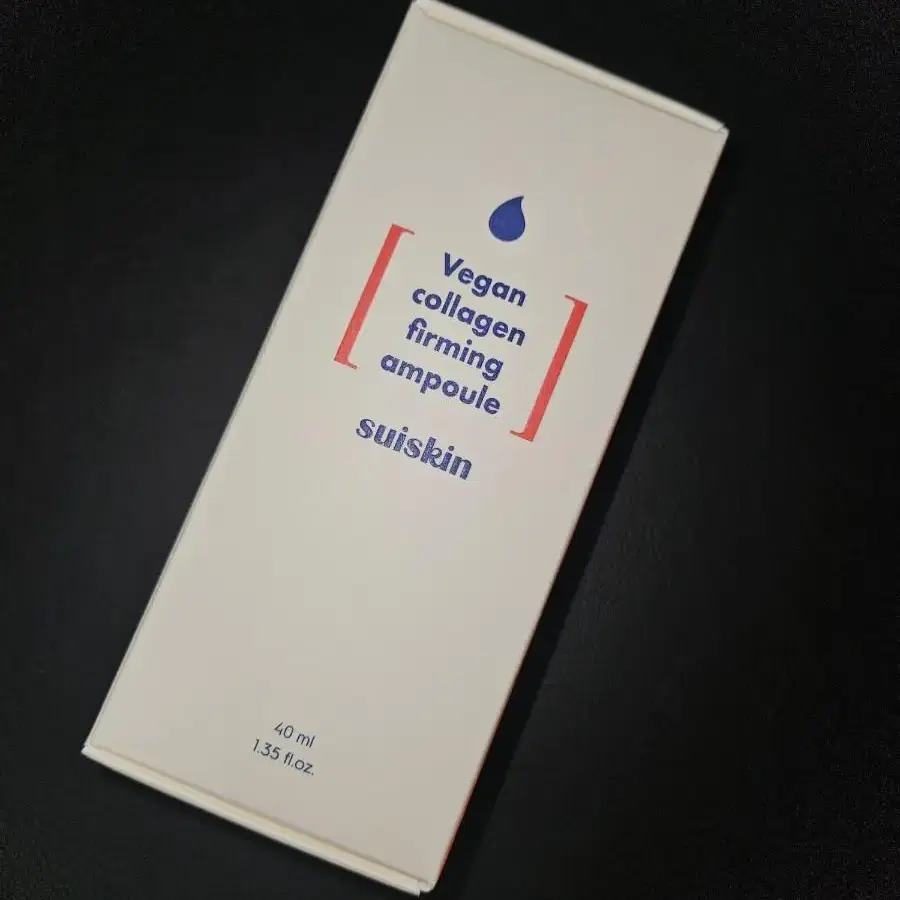 Vegan
collagen
firming
ampoule
suiskin
40 ml
1.35 fl.oz.